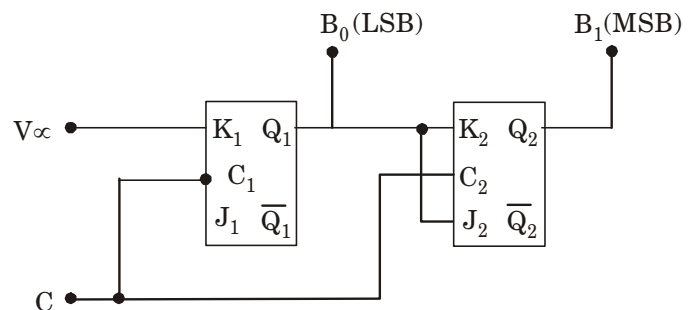 B₀(LSB) B₁(MSB)
V∝ K₁ Q₁ K₂ Q₂
C₁ C₂
J₁ Q̅₁ J₂ Q̅₂
C